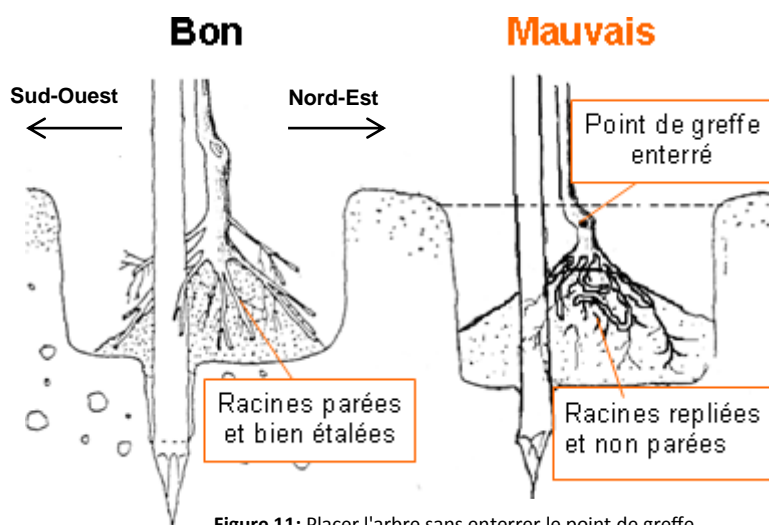 Bon
Mauvais
Sud-Ouest
Nord-Est
Point de greffe
enterré
Racines parées
et bien étalées
Racines repliées
et non parées
Figure 11: Placer l'arbre sans enterrer le point de greffe